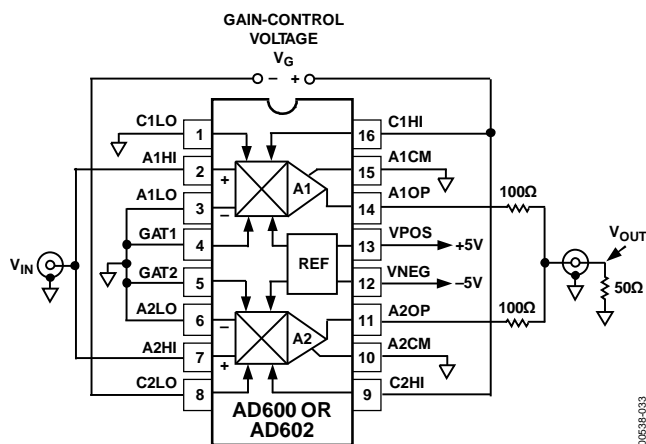 GAIN-CONTROL
VOLTAGE
VG
– +
C1LO
1
16
C1HI
A1HI
2
+
A1
15
A1CM
A1LO
3
–
14
A1OP
100Ω
GAT1
4
13
VPOS
+5V
VIN
REF
VOUT
GAT2
5
12
VNEG
–5V
50Ω
A2LO
6
–
11
A2OP
100Ω
A2HI
7
+
A2
10
A2CM
C2LO
8
9
C2HI
AD600 OR
AD602
00538-033